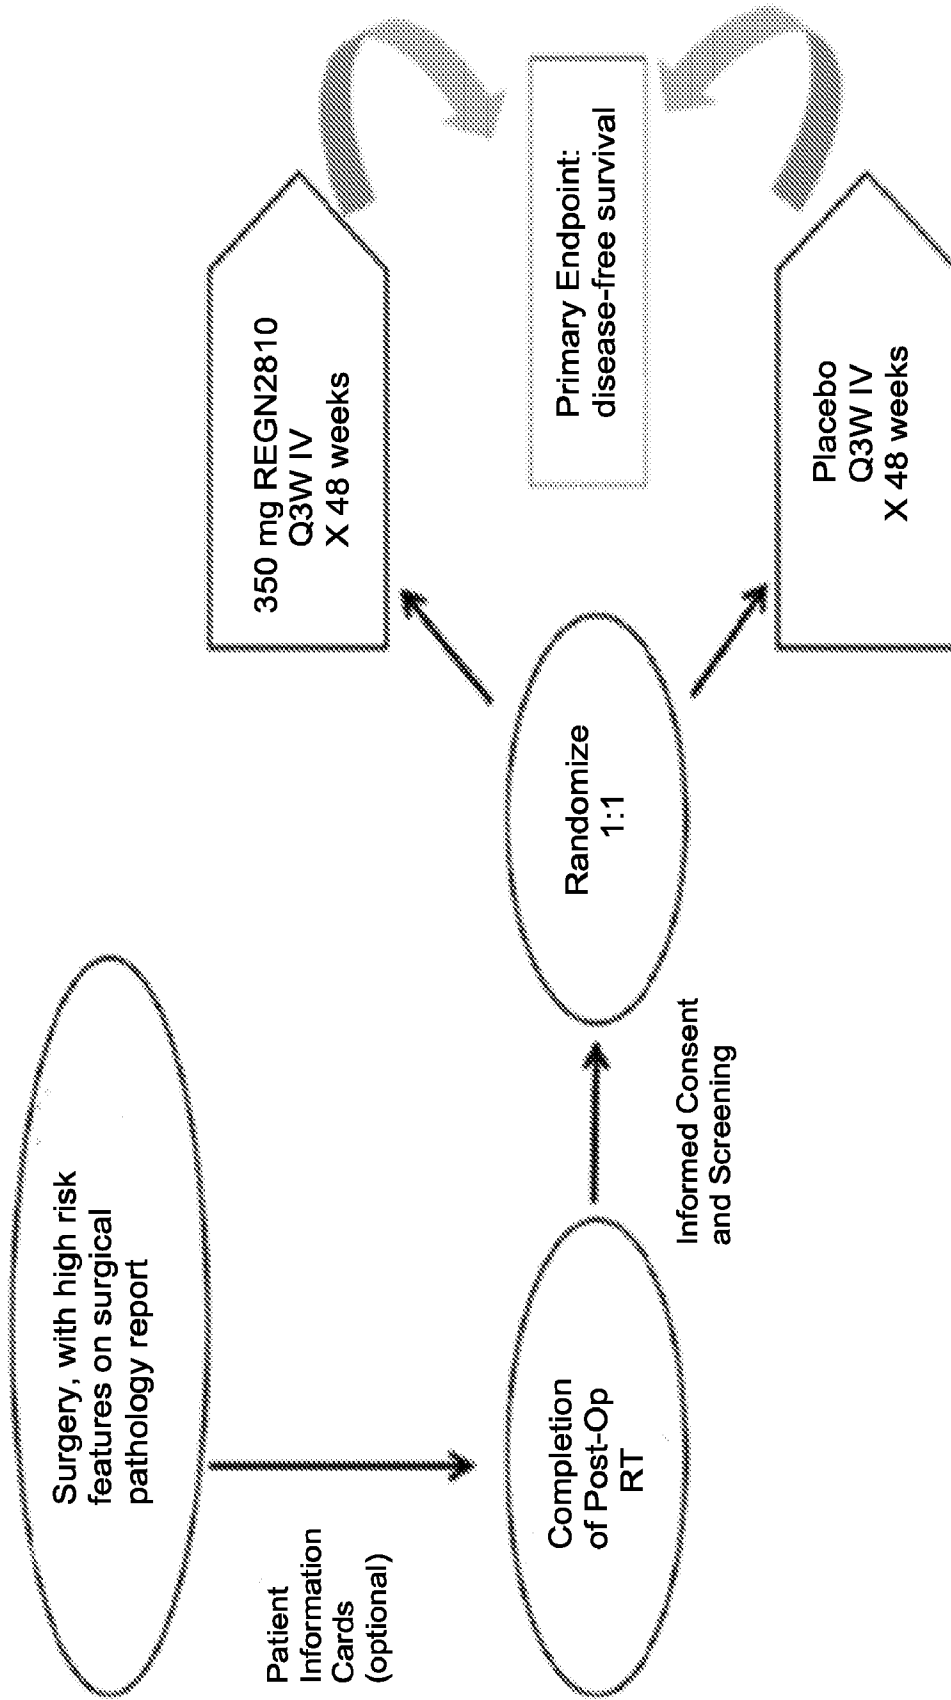 Surgery, with high risk
features on surgical
pathology report
Patient
Information
Cards
(optional)
Completion
of Post-Op
RT
Informed Consent
and Screening
Randomize
1:1
350 mg REGN2810
Q3W IV
X 48 weeks
Primary Endpoint:
disease-free survival
Placebo
Q3W IV
X 48 weeks